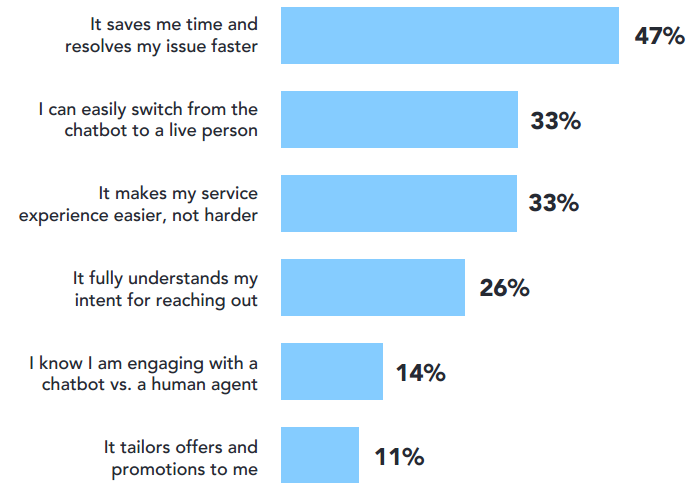 It saves me time and
resolves my issue faster
47%
I can easily switch from the
chatbot to a live person
33%
It makes my service
experience easier, not harder
33%
It fully understands my
intent for reaching out
26%
I know I am engaging with a
chatbot vs. a human agent
14%
It tailors offers and
promotions to me
11%